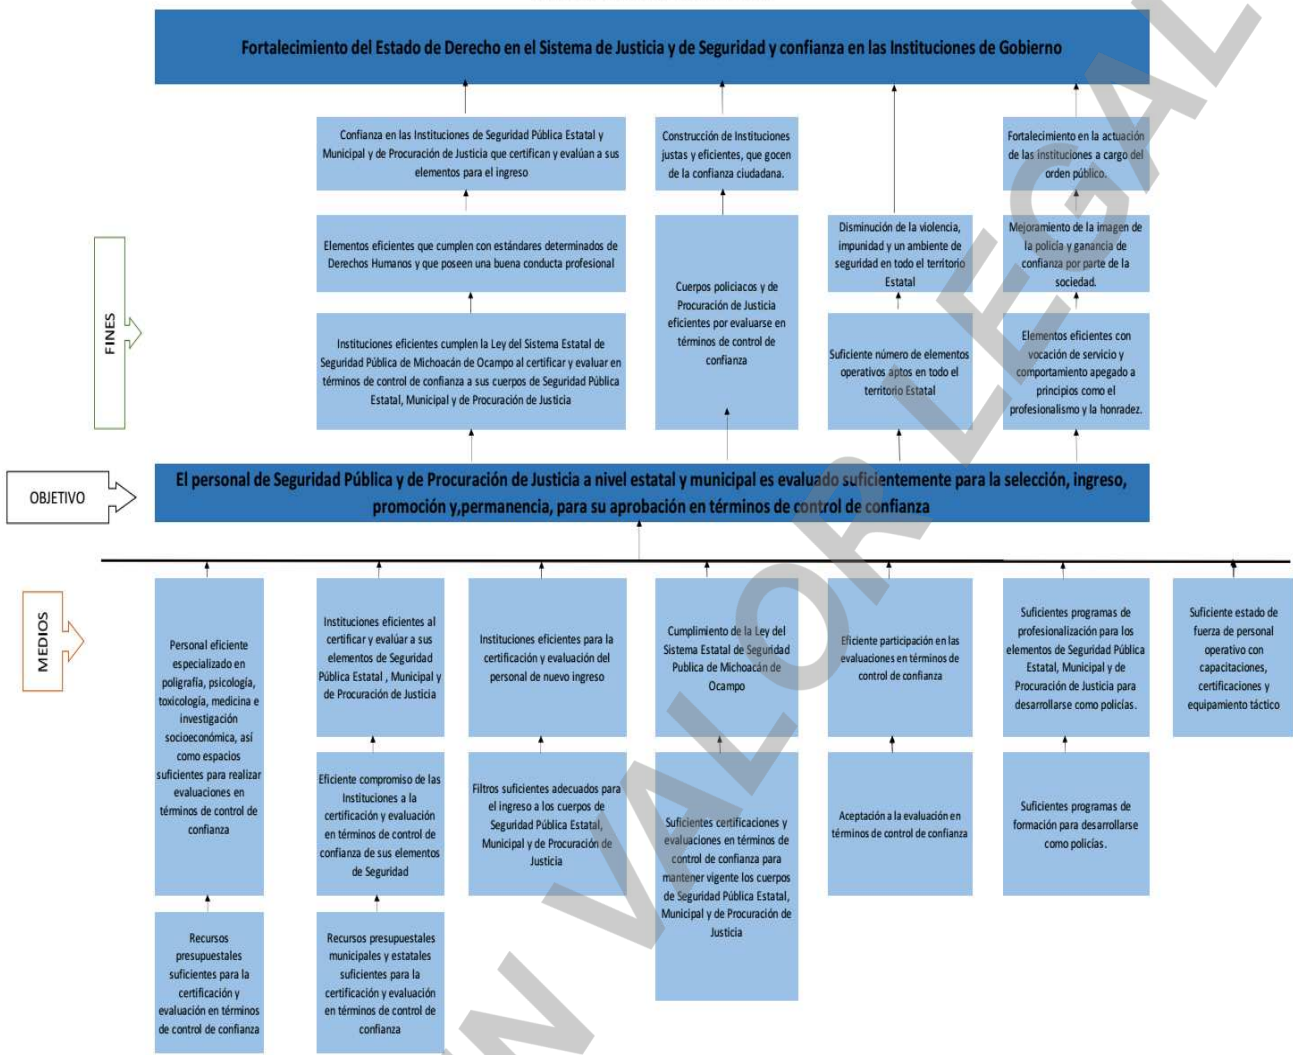 Fortalecimiento del Estado de Derecho en el Sistema de Justicia y de Seguridad y confianza en las Instituciones de Gobierno
Confianza en las Instituciones de Seguridad Pública Estatal y
Municipal y de Procuración de Justicia que certifican y evalúan a sus
elementos para el ingreso
Construcción de Instituciones
justas y eficientes, que gocen
de la confianza ciudadana.
Fortalecimiento en la actuación
de las instituciones a cargo del
orden público.
Elementos eficientes que cumplen con estándares determinados de
Derechos Humanos y que poseen una buena conducta profesional
Cuerpos policiacos y de
Procuración de Justicia
eficientes por evaluarse en
términos de control de
confianza
Disminución de la violencia,
impunidad y un ambiente de
seguridad en todo el territorio
Estatal
Mejoramiento de la imagen de
la policía y ganancia de
confianza por parte de la
sociedad.
FINES
Instituciones eficientes cumplen la Ley del Sistema Estatal de
Seguridad Pública de Michoacán de Ocampo al certificar y evaluar en
términos de control de confianza a sus cuerpos de Seguridad Pública
Estatal, Municipal y de Procuración de Justicia
Suficiente número de elementos
operativos aptos en todo el
territorio Estatal
Elementos eficientes con
vocación de servicio y
comportamiento apegado a
principios como el
profesionalismo y la honradez.
OBJETIVO
El personal de Seguridad Pública y de Procuración de Justicia a nivel estatal y municipal es evaluado suficientemente para la selección, ingreso,
promoción y,permanencia, para su aprobación en términos de control de confianza
MEDIOS
Personal eficiente
especializado en
poligrafía, psicología,
toxicología, medicina e
investigación
socioeconómica, así
como espacios
suficientes para realizar
evaluaciones en
términos de control de
confianza
Instituciones eficientes al
certificar y evalúar a sus
elementos de Seguridad
Pública Estatal , Municipal y
de Procuración de Justicia
Instituciones eficientes para la
certificación y evaluación del
personal de nuevo ingreso
Cumplimiento de la Ley del
Sistema Estatal de Seguridad
Publica de Michoacán de
Ocampo
Eficiente participación en las
evaluaciones en términos de
control de confianza
Suficientes programas de
profesionalización para los
elementos de Seguridad Pública
Estatal, Municipal y de
Procuración de Justicia para
desarrollarse como policías.
Suficiente estado de
fuerza de personal
operativo con
capacitaciones,
certificaciones y
equipamiento táctico
Eficiente compromiso de las
Instituciones a la
certificación y evaluación
en términos de control de
confianza de sus elementos
de Seguridad
Filtros suficientes adecuados para
el ingreso a los cuerpos de
Seguridad Pública Estatal,
Municipal y de Procuración de
Justicia
Suficientes certificaciones y
evaluaciones en términos de
control de confianza para
mantener vigente los cuerpos
de Seguridad Pública Estatal,
Municipal y de Procuración de
Justicia
Aceptación a la evaluación en
términos de control de confianza
Suficientes programas de
formación para desarrollarse
como policías.
Recursos
presupuestales
suficientes para la
certificación y
evaluación en términos
de control de confianza
Recursos presupuestales
municipales y estatales
suficientes para la
certificación y evaluación
en términos de control de
confianza
VALOR LEGAL